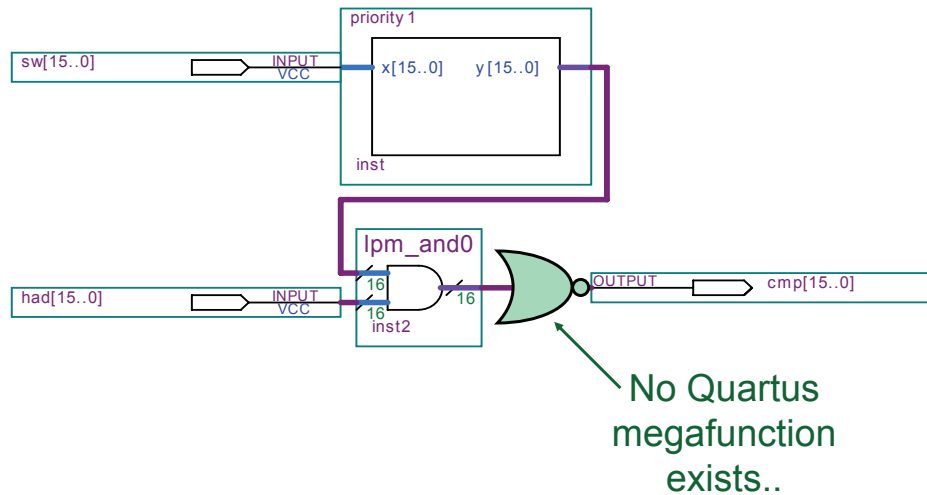 priority 1
sw[15..0]
INPUT
VCC
x[15..0]
y[15..0]
inst
lpm_and0
had[15..0]
INPUT
VCC
16
16
16
inst2
OUTPUT
cmp[15..0]
No Quartus
megafunction
exists..